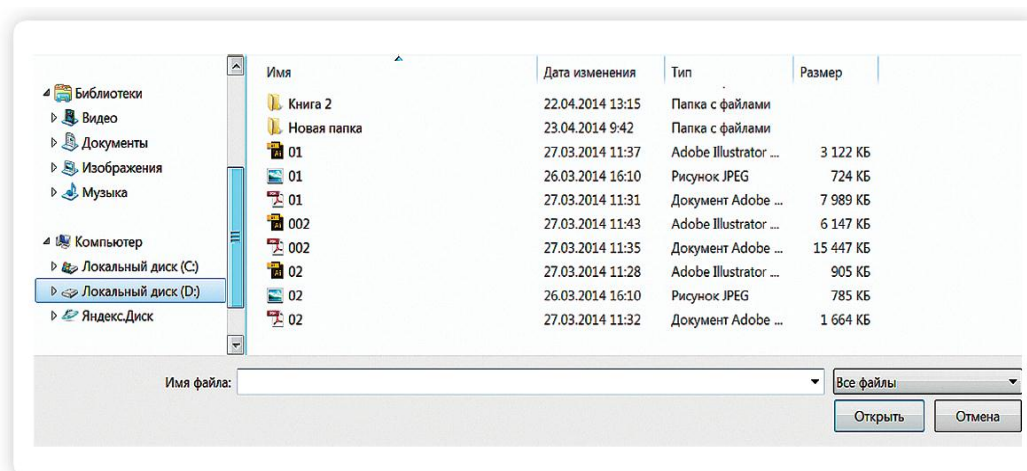 Библиотеки
Видео
Документы
Изображения
Музыка
Компьютер
Локальный диск (C:)
Локальный диск (D:)
Яндекс.Диск
Имя Дата изменения Тип Размер
Книга 2 22.04.2014 13:15 Папка с файлами
Новая папка 23.04.2014 9:42 Папка с файлами
01 27.03.2014 11:37 Adobe Illustrator ... 3 122 КБ
01 26.03.2014 16:10 Рисунок JPEG 724 КБ
01 27.03.2014 11:31 Документ Adobe ... 7 989 КБ
002 27.03.2014 11:43 Adobe Illustrator ... 6 147 КБ
002 27.03.2014 11:35 Документ Adobe ... 15 447 КБ
02 27.03.2014 11:28 Adobe Illustrator ... 905 КБ
02 26.03.2014 16:10 Рисунок JPEG 785 КБ
02 27.03.2014 11:32 Документ Adobe ... 1 664 КБ
Имя файла: Все файлы
Открыть Отмена